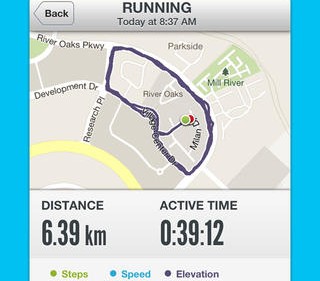 RUNNING
Back
Today at 8:37 AM
River Oaks Pkwy
Parkside
Mill River
Development Dr
River Oaks
Research Pl
Village Center Dr
Milan
DISTANCE
ACTIVE TIME
6.39 km
0:39:12
Steps
Speed
Elevation